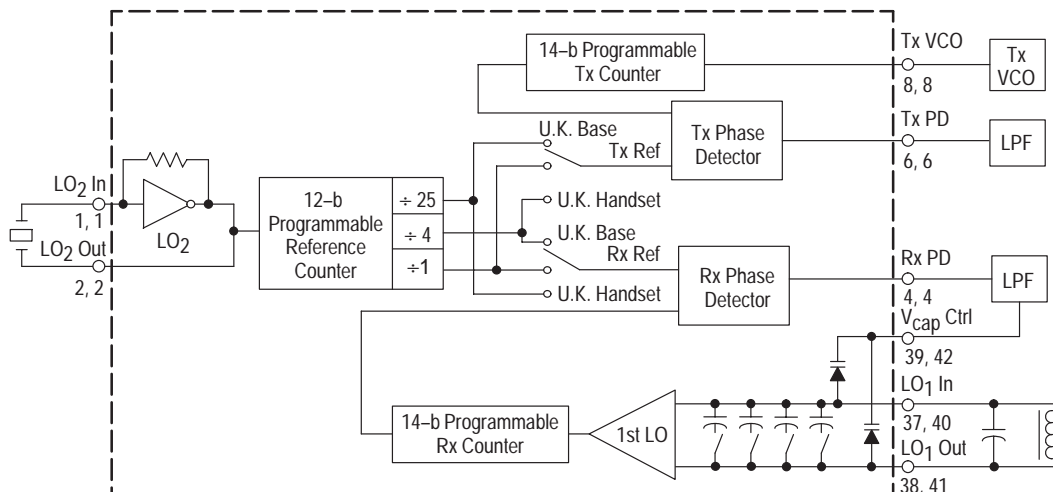 14–b Programmable
Tx Counter
Tx VCO
8, 8
Tx
VCO
U.K. Base
Tx Ref
Tx Phase
Detector
Tx PD
6, 6
LPF
LO2 In
1, 1
LO2
LO2 Out
2, 2
12–b
Programmable
Reference
Counter
÷ 25
÷ 4
÷1
U.K. Handset
U.K. Base
Rx Ref
U.K. Handset
Rx Phase
Detector
Rx PD
4, 4
LPF
Vcap Ctrl
39, 42
LO1 In
37, 40
14–b Programmable
Rx Counter
1st LO
LO1 Out
38, 41